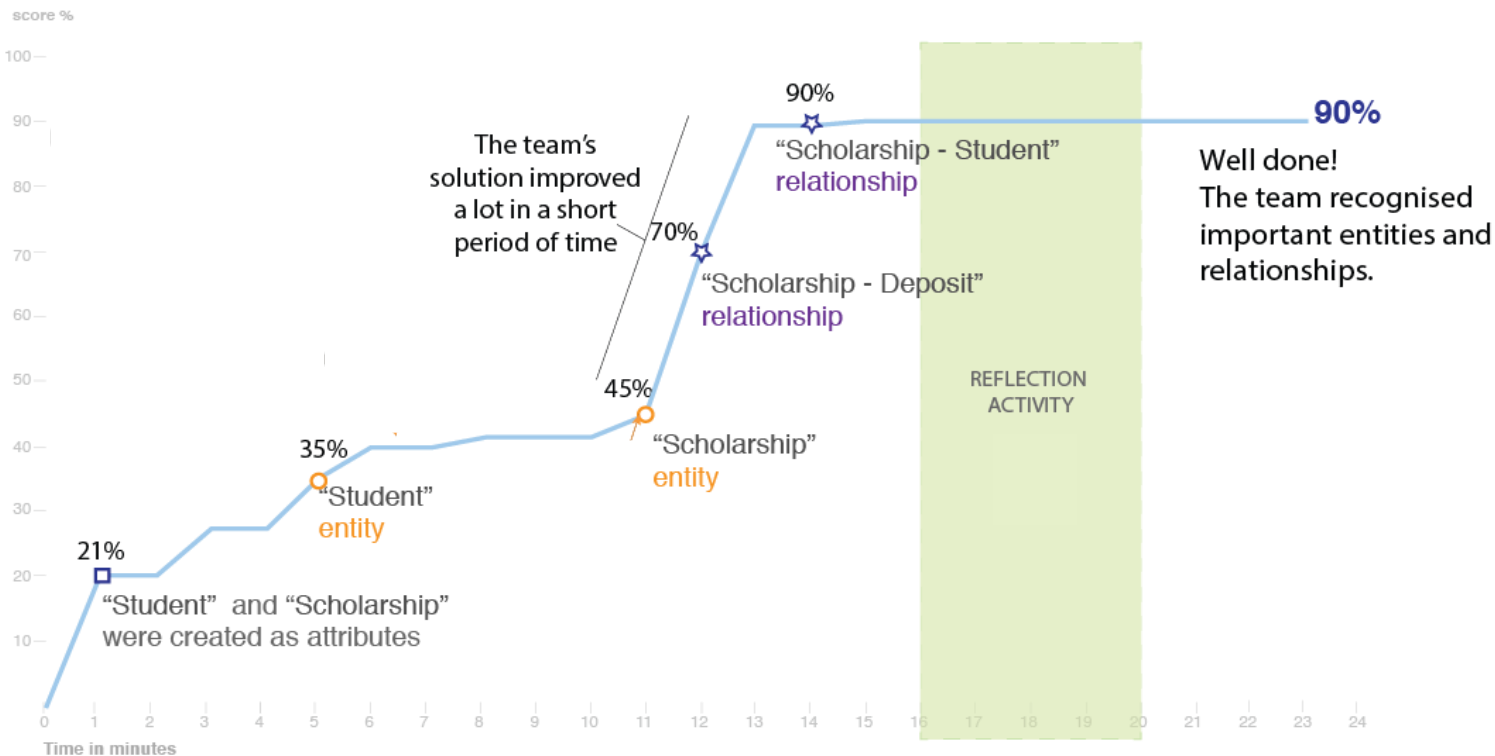 score %
100
90
80
70
60
50
40
30
20
10
90%
90%
"Scholarship - Student"
relationship
Well done!
The team recognised
important entities and
relationships.
The team's
solution improved
a lot in a short
period of time
70%
"Scholarship - Deposit"
relationship
REFLECTION
ACTIVITY
45%
"Scholarship"
entity
35%
"Student"
entity
21%
"Student" and "Scholarship"
were created as attributes
0 1 2 3 4 5 6 7 8 9 10 11 12 13 14 15 16 17 18 19 20 21 22 23 24
Time in minutes